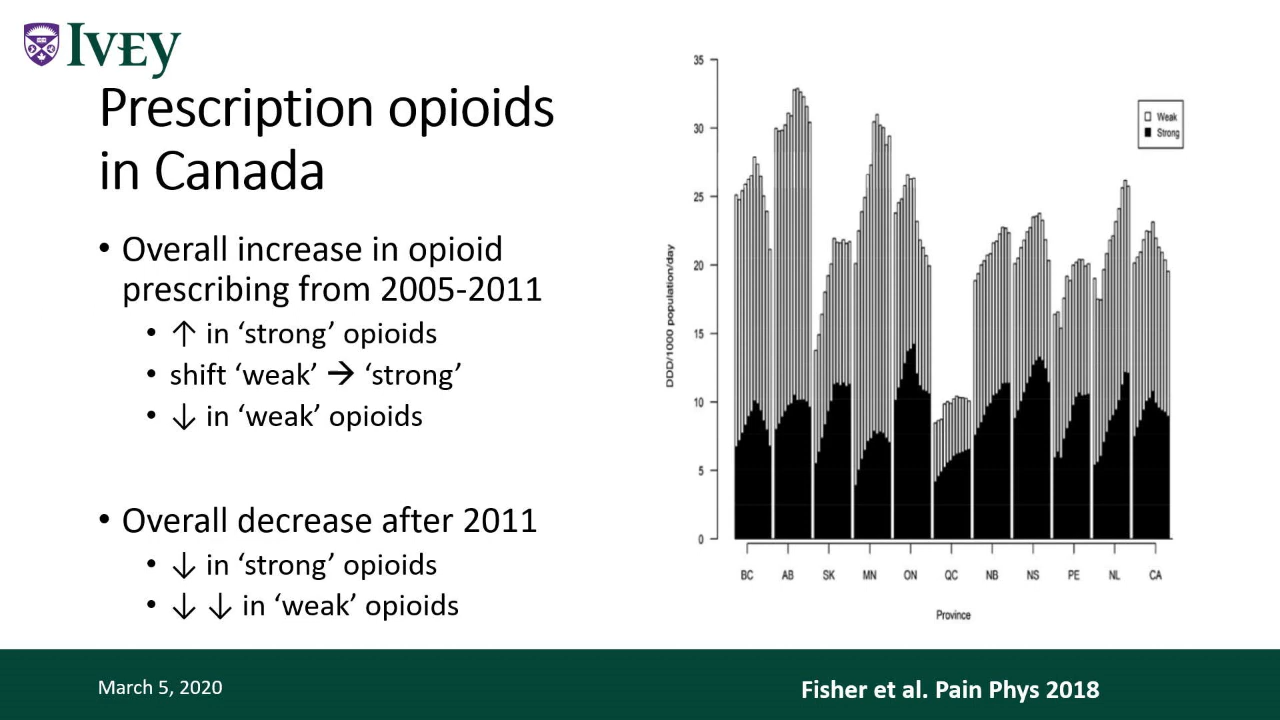 IVEY
Prescription opioids
in Canada
• Overall increase in opioid
prescribing from 2005-2011
• ↑ in ‘strong’ opioids
• shift ‘weak’ → ‘strong’
• ↓ in ‘weak’ opioids
• Overall decrease after 2011
• ↓ in ‘strong’ opioids
• ↓ ↓ in ‘weak’ opioids
35
30
25
20
15
10
5
0
DDD/1000 population/day
Weak
Strong
BC AB SK MN ON QC NB NS PE NL CA
Province
March 5, 2020
Fisher et al. Pain Phys 2018